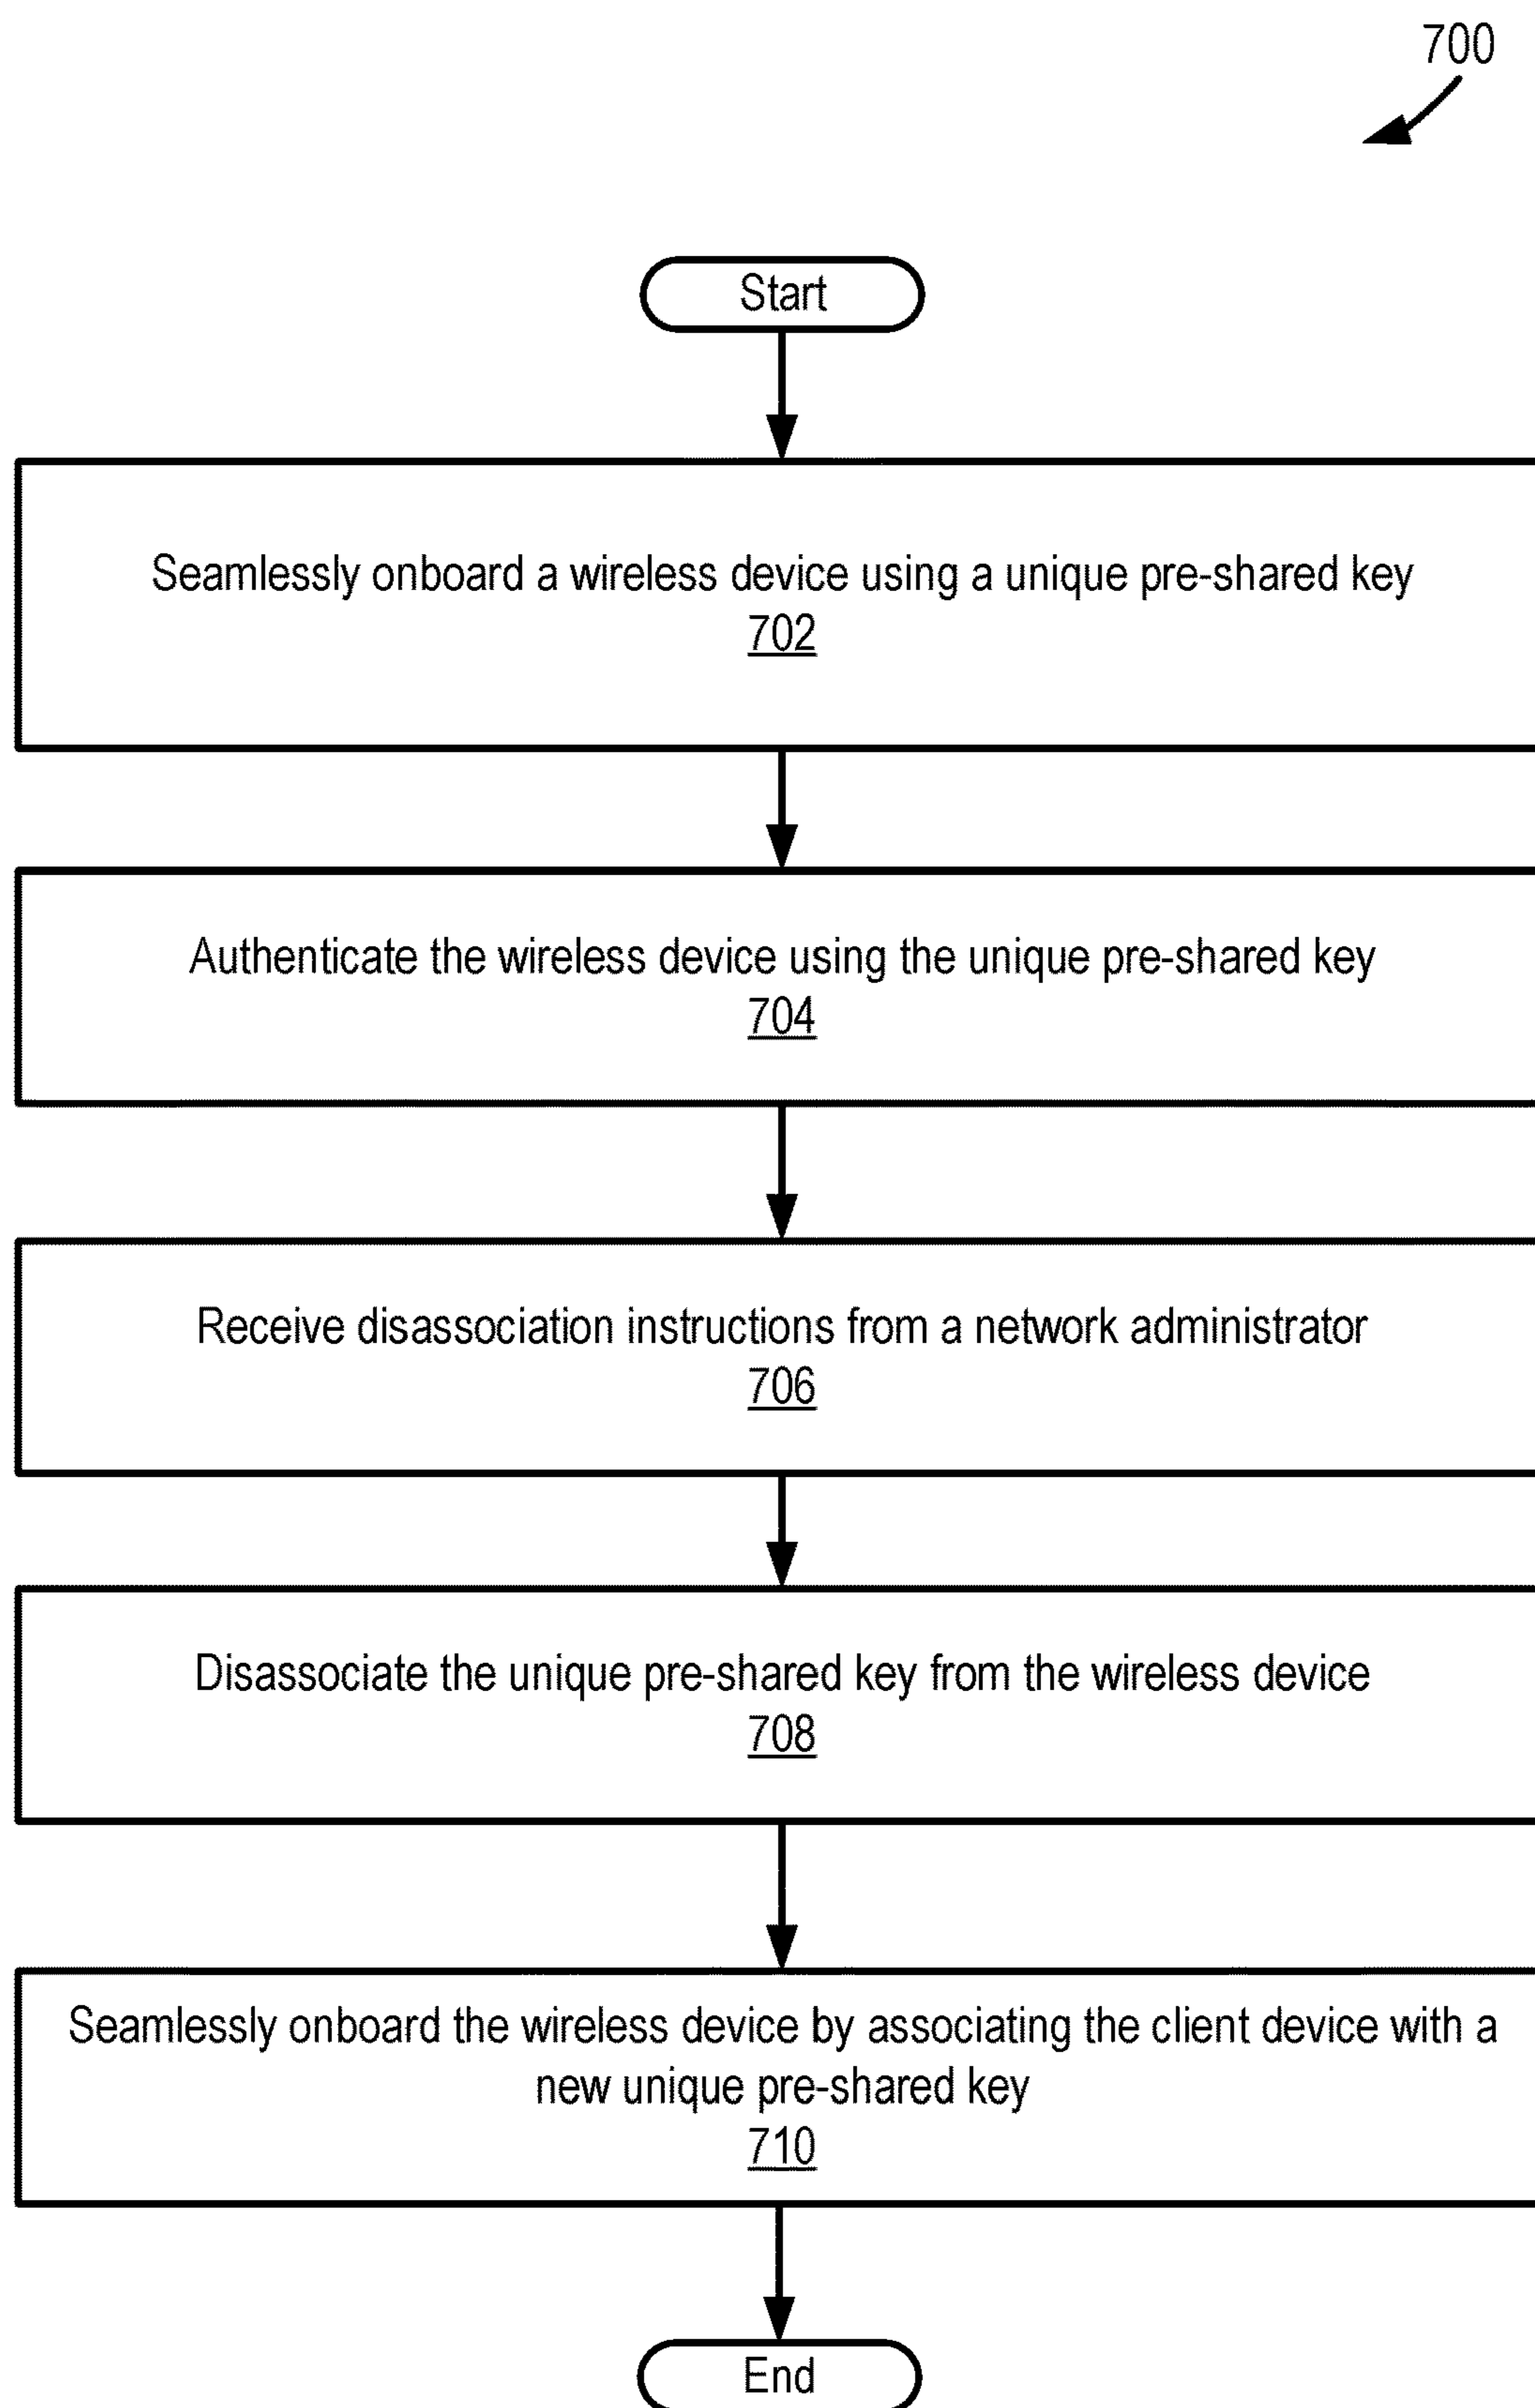 700
Start
Seamlessly onboard a wireless device using a unique pre-shared key
702
Authenticate the wireless device using the unique pre-shared key
704
Receive disassociation instructions from a network administrator
706
Disassociate the unique pre-shared key from the wireless device
708
Seamlessly onboard the wireless device by associating the client device with a
new unique pre-shared key
710
End